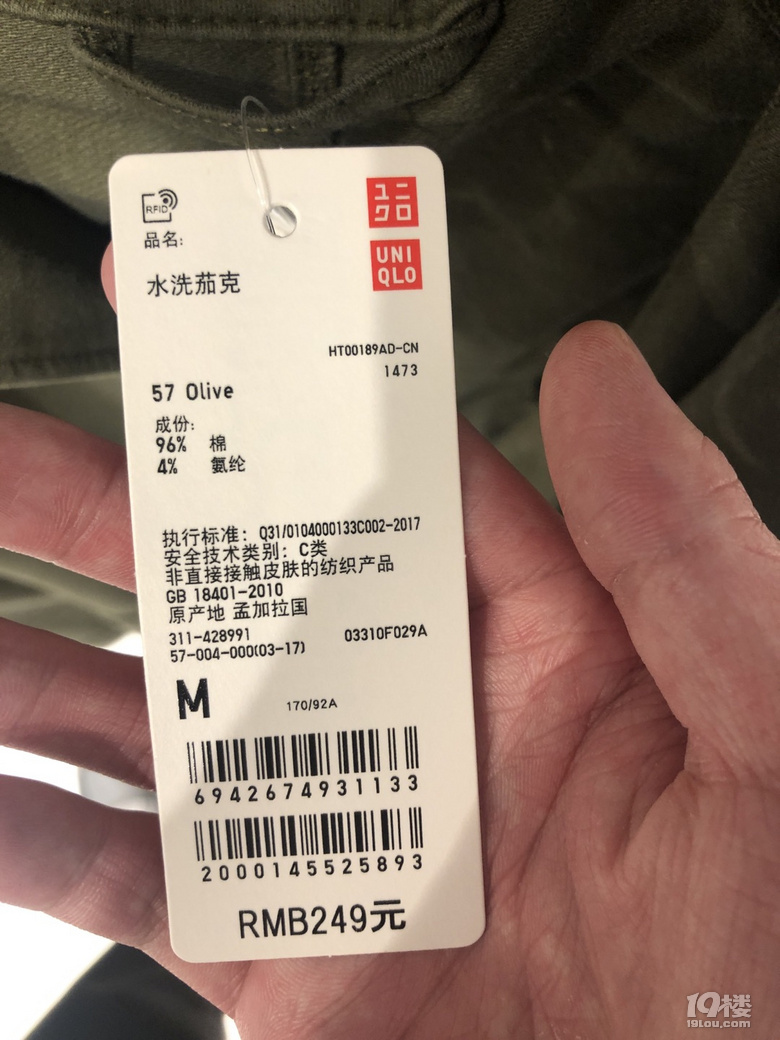 RFID
ユニ
クロ
品名:
UNI
QLO
水洗茄克
HT00189AD-CN
1473
57 Olive
成份:
96% 棉
4% 氨纶
执行标准: Q31/0104000133C002-2017
安全技术类别: C类
非直接接触皮肤的纺织产品
GB 18401-2010
原产地 孟加拉国
311-428991
57-004-000(03-17) 03310F029A
M 170/92A
6942674931133
2000145525893
RMB249元
19楼
19lou.com